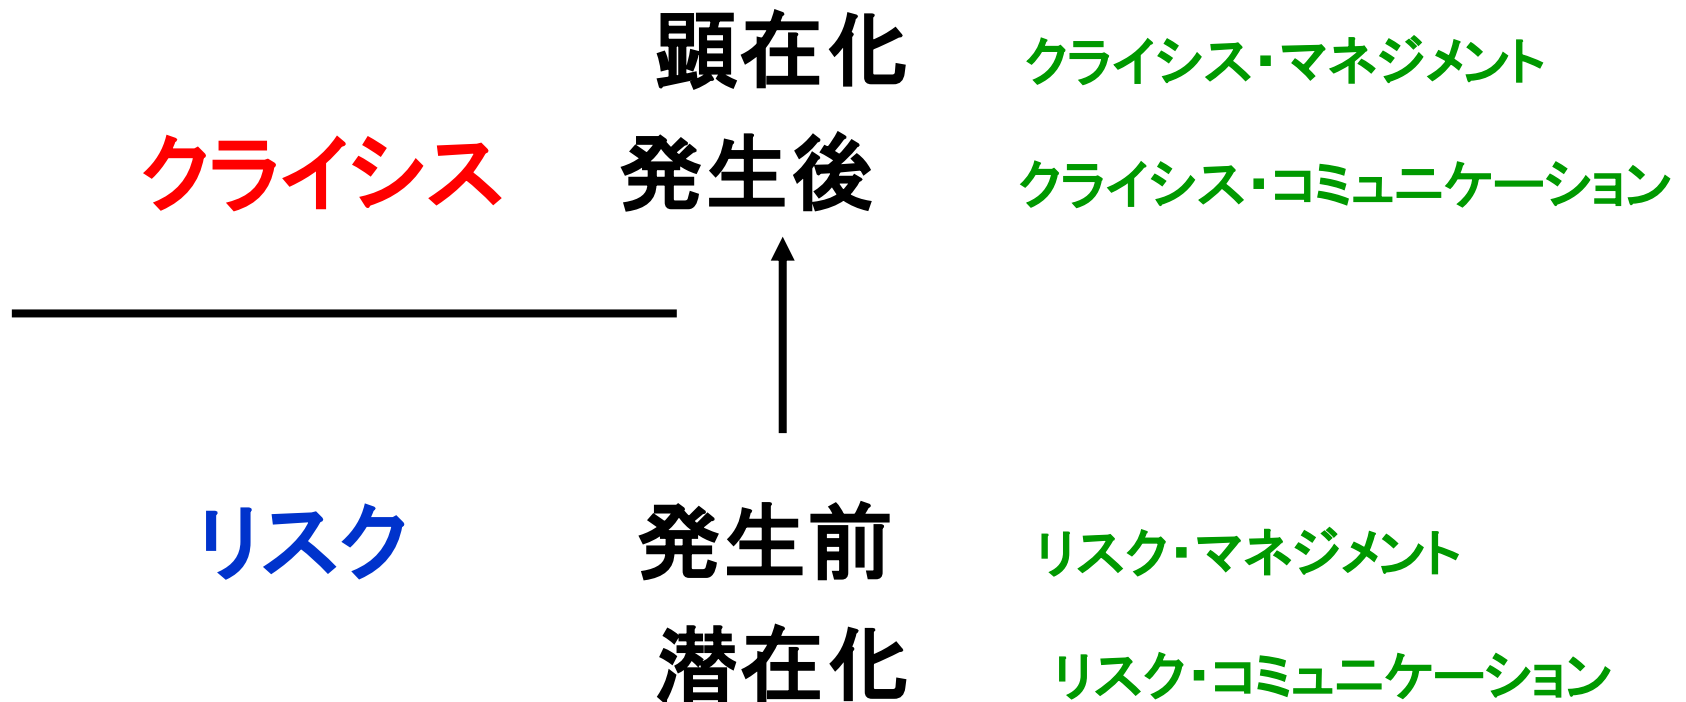 顕在化 クライシス・マネジメント
クライシス 発生後 クライシス・コミュニケーション
リスク 発生前 リスク・マネジメント
潜在化 リスク・コミュニケーション